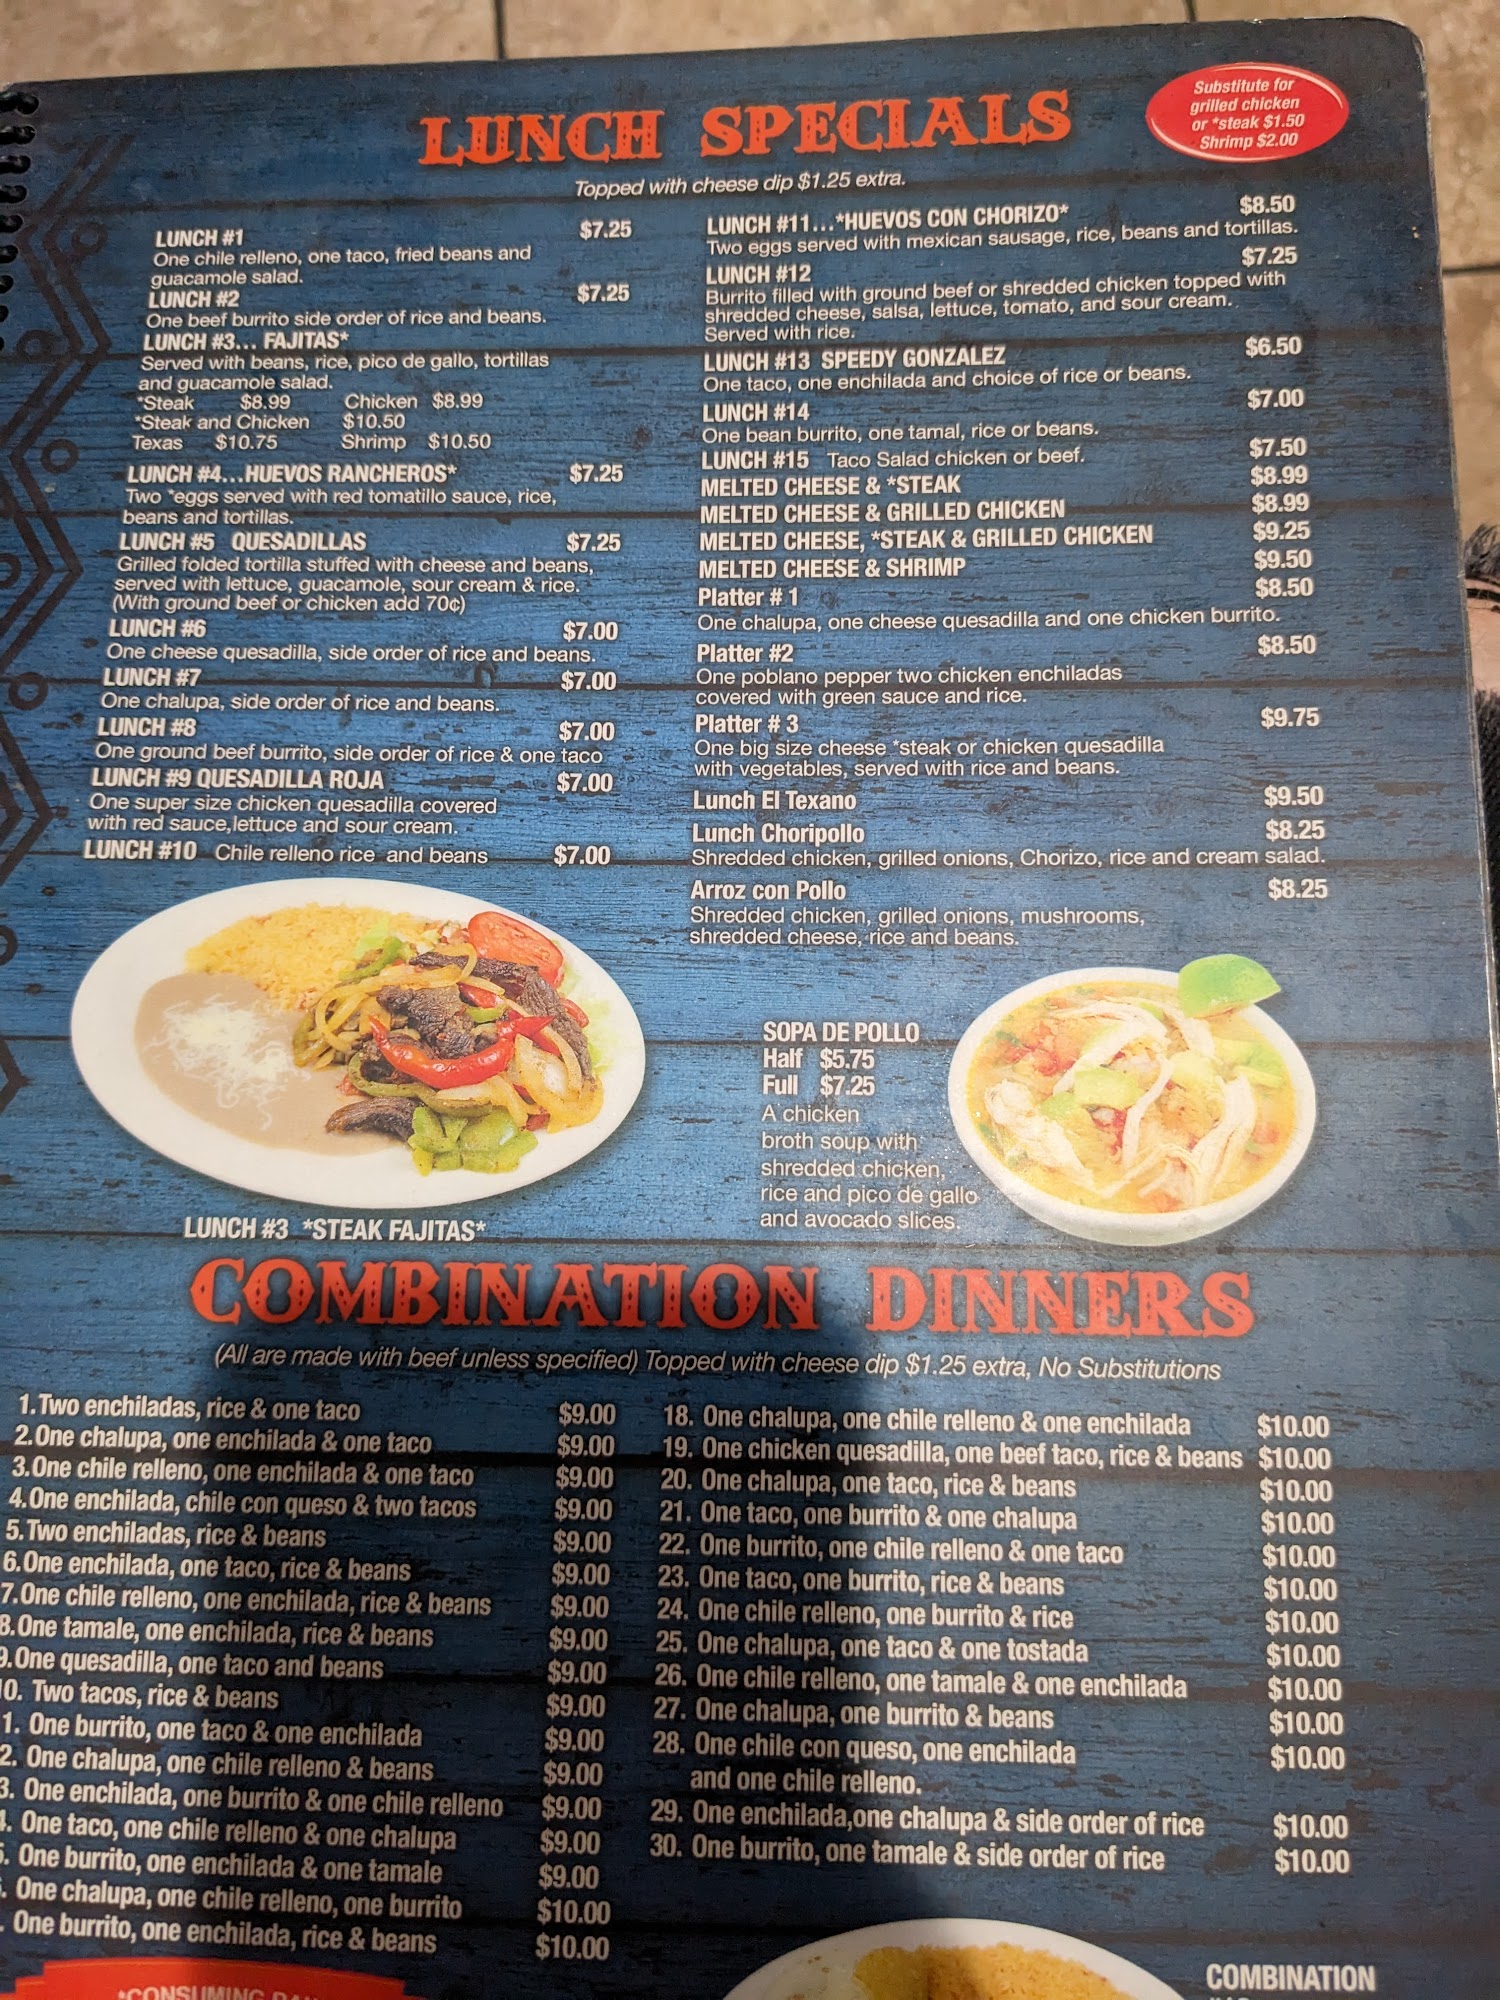 LUNCH SPECIALS
Substitute for
grilled chicken
or *steak $1.50
Shrimp $2.00
Topped with cheese dip $1.25 extra.
LUNCH #1 $7.25
One chile relleno, one taco, fried beans and
guacamole salad.
LUNCH #2 $7.25
One beef burrito side order of rice and beans.
LUNCH #3... FAJITAS*
Served with beans, rice, pico de gallo, tortillas
and guacamole salad.
*Steak $8.99 Chicken $8.99
*Steak and Chicken $10.50
Texas $10.75 Shrimp $10.50
LUNCH #4...HUEVOS RANCHEROS* $7.25
Two *eggs served with red tomatillo sauce, rice,
beans and tortillas.
LUNCH #5 QUESADILLAS $7.25
Grilled folded tortilla stuffed with cheese and beans,
served with lettuce, guacamole, sour cream & rice.
(With ground beef or chicken add 70¢)
LUNCH #6 $7.00
One cheese quesadilla, side order of rice and beans.
LUNCH #7 $7.00
One chalupa, side order of rice and beans.
LUNCH #8 $7.00
One ground beef burrito, side order of rice & one taco
LUNCH #9 QUESADILLA ROJA $7.00
One super size chicken quesadilla covered
with red sauce,lettuce and sour cream.
LUNCH #10 Chile relleno rice and beans $7.00
LUNCH #11...*HUEVOS CON CHORIZO* $8.50
Two eggs served with mexican sausage, rice, beans and tortillas.
LUNCH #12 $7.25
Burrito filled with ground beef or shredded chicken topped with
shredded cheese, salsa, lettuce, tomato, and sour cream.
Served with rice.
LUNCH #13 SPEEDY GONZALEZ $6.50
One taco, one enchilada and choice of rice or beans.
LUNCH #14 $7.00
One bean burrito, one tamal, rice or beans.
LUNCH #15 Taco Salad chicken or beef. $7.50
MELTED CHEESE & *STEAK $8.99
MELTED CHEESE & GRILLED CHICKEN $8.99
MELTED CHEESE, *STEAK & GRILLED CHICKEN $9.25
MELTED CHEESE & SHRIMP $9.50
Platter # 1 $8.50
One chalupa, one cheese quesadilla and one chicken burrito.
Platter #2 $8.50
One poblano pepper two chicken enchiladas
covered with green sauce and rice.
Platter # 3 $9.75
One big size cheese *steak or chicken quesadilla
with vegetables, served with rice and beans.
Lunch El Texano $9.50
Lunch Choripollo $8.25
Shredded chicken, grilled onions, Chorizo, rice and cream salad.
Arroz con Pollo $8.25
Shredded chicken, grilled onions, mushrooms,
shredded cheese, rice and beans.
SOPA DE POLLO
Half $5.75
Full $7.25
A chicken
broth soup with
shredded chicken,
rice and pico de gallo
and avocado slices.
LUNCH #3 *STEAK FAJITAS*
COMBINATION DINNERS
(All are made with beef unless specified) Topped with cheese dip $1.25 extra, No Substitutions
1.Two enchiladas, rice & one taco $9.00
2.One chalupa, one enchilada & one taco $9.00
3.One chile relleno, one enchilada & one taco $9.00
4.One enchilada, chile con queso & two tacos $9.00
5.Two enchiladas, rice & beans $9.00
6.One enchilada, one taco, rice & beans $9.00
7.One chile relleno, one enchilada, rice & beans $9.00
8.One tamale, one enchilada, rice & beans $9.00
9.One quesadilla, one taco and beans $9.00
0. Two tacos, rice & beans $9.00
1. One burrito, one taco & one enchilada $9.00
2. One chalupa, one chile relleno & beans $9.00
3. One enchilada, one burrito & one chile relleno $9.00
. One taco, one chile relleno & one chalupa $9.00
. One burrito, one enchilada & one tamale $9.00
. One chalupa, one chile relleno, one burrito $10.00
. One burrito, one enchilada, rice & beans $10.00
18. One chalupa, one chile relleno & one enchilada $10.00
19. One chicken quesadilla, one beef taco, rice & beans $10.00
20. One chalupa, one taco, rice & beans $10.00
21. One taco, one burrito & one chalupa $10.00
22. One burrito, one chile relleno & one taco $10.00
23. One taco, one burrito, rice & beans $10.00
24. One chile relleno, one burrito & rice $10.00
25. One chalupa, one taco & one tostada $10.00
26. One chile relleno, one tamale & one enchilada $10.00
27. One chalupa, one burrito & beans $10.00
28. One chile con queso, one enchilada $10.00
and one chile relleno.
29. One enchilada,one chalupa & side order of rice $10.00
30. One burrito, one tamale & side order of rice $10.00
*CONSUMING
COMBINATION